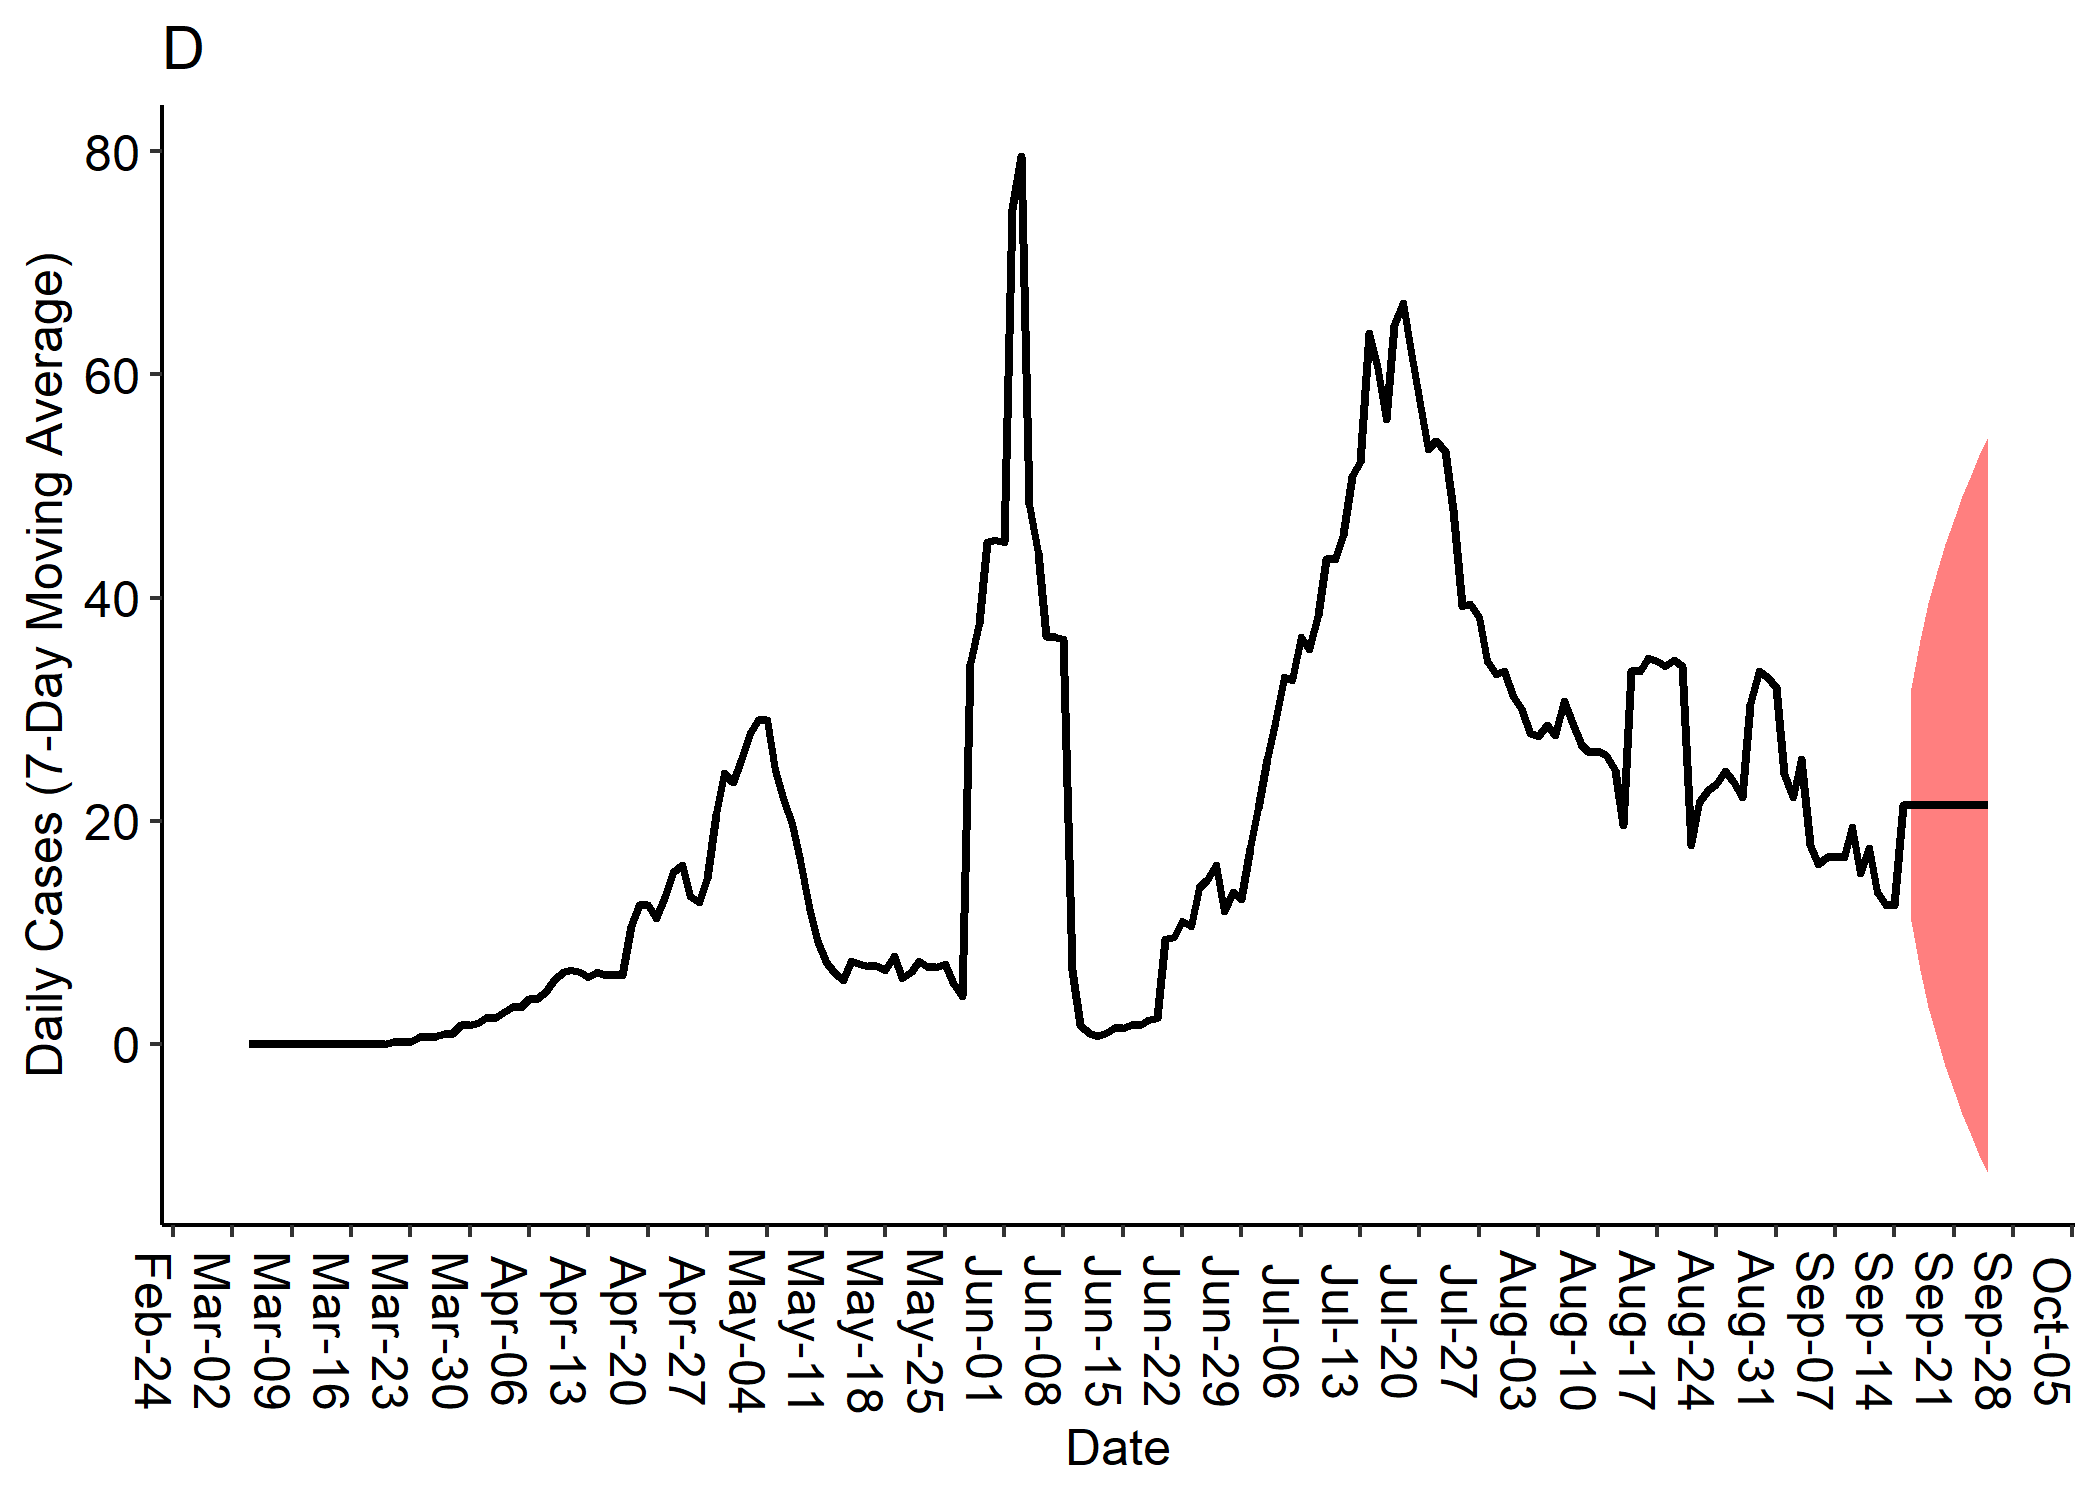 D
Daily Cases (7-Day Moving Average)
80
60
40
20
0
Feb-24
Mar-02
Mar-09
Mar-16
Mar-23
Mar-30
Apr-06
Apr-13
Apr-20
Apr-27
May-04
May-11
May-18
May-25
Jun-01
Jun-08
Jun-15
Jun-22
Jun-29
Jul-06
Jul-13
Jul-20
Jul-27
Aug-03
Aug-10
Aug-17
Aug-24
Aug-31
Sep-07
Sep-14
Sep-21
Sep-28
Oct-05
Date